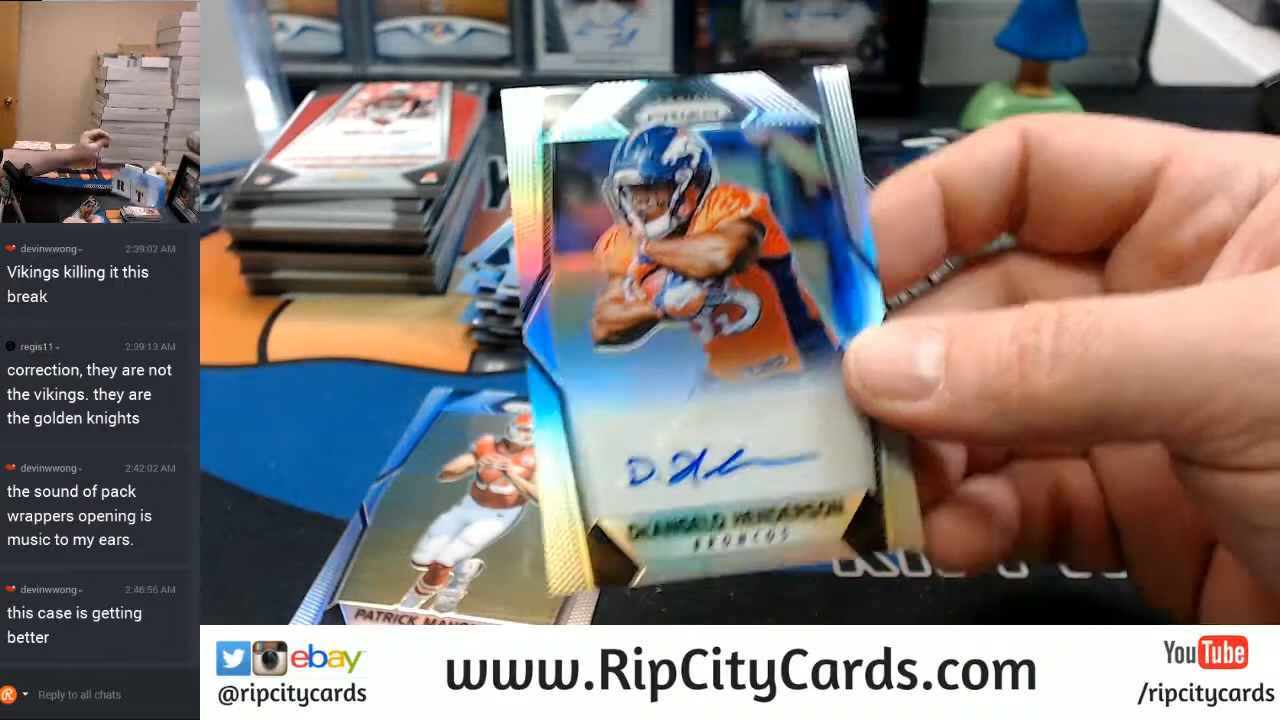 devinwwong- 2:39:02 AM
Vikings killing it this
break
regis11- 2:39:13 AM
correction, they are not
the vikings. they are
the golden knights
devinwwong- 2:42:02 AM
the sound of pack
wrappers opening is
music to my ears.
devinwwong- 2:46:56 AM
this case is getting
better
Reply to all chats
R T
PRIZM
D. H
DeANGELO HENDERSON
BRONCOS
PATRICK
ebay
@ripcitycards
www.RipCityCards.com
YouTube
/ripcitycards